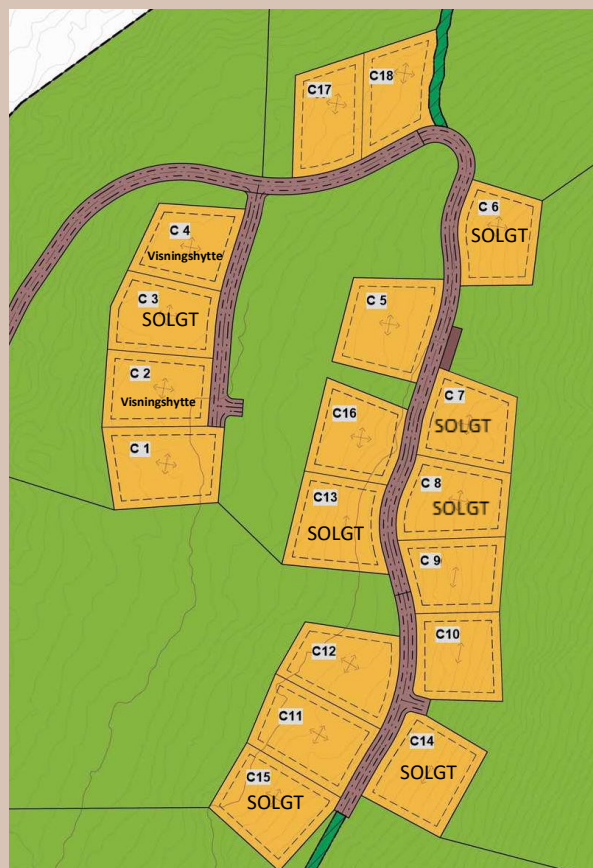 C17
C18
C 6
SOLGT
C 4
Visningshytte
C 3
SOLGT
C 5
C 2
Visningshytte
C 7
SOLGT
C16
C 1
C 8
SOLGT
C13
SOLGT
C 9
C10
C12
C11
C14
SOLGT
C15
SOLGT